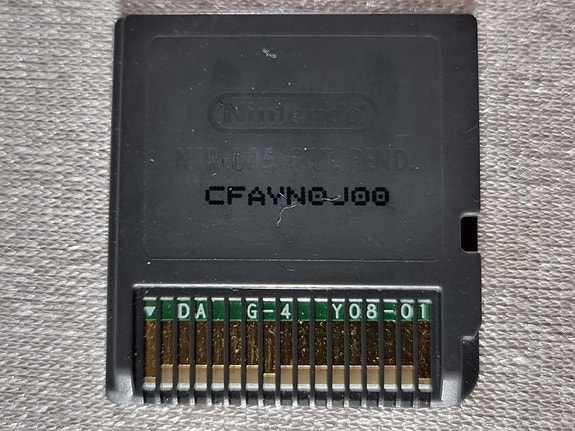 Nintendo
NTR-005 PAT. PEND.
CFAYN0J00
▼ DA G-4 Y08-01